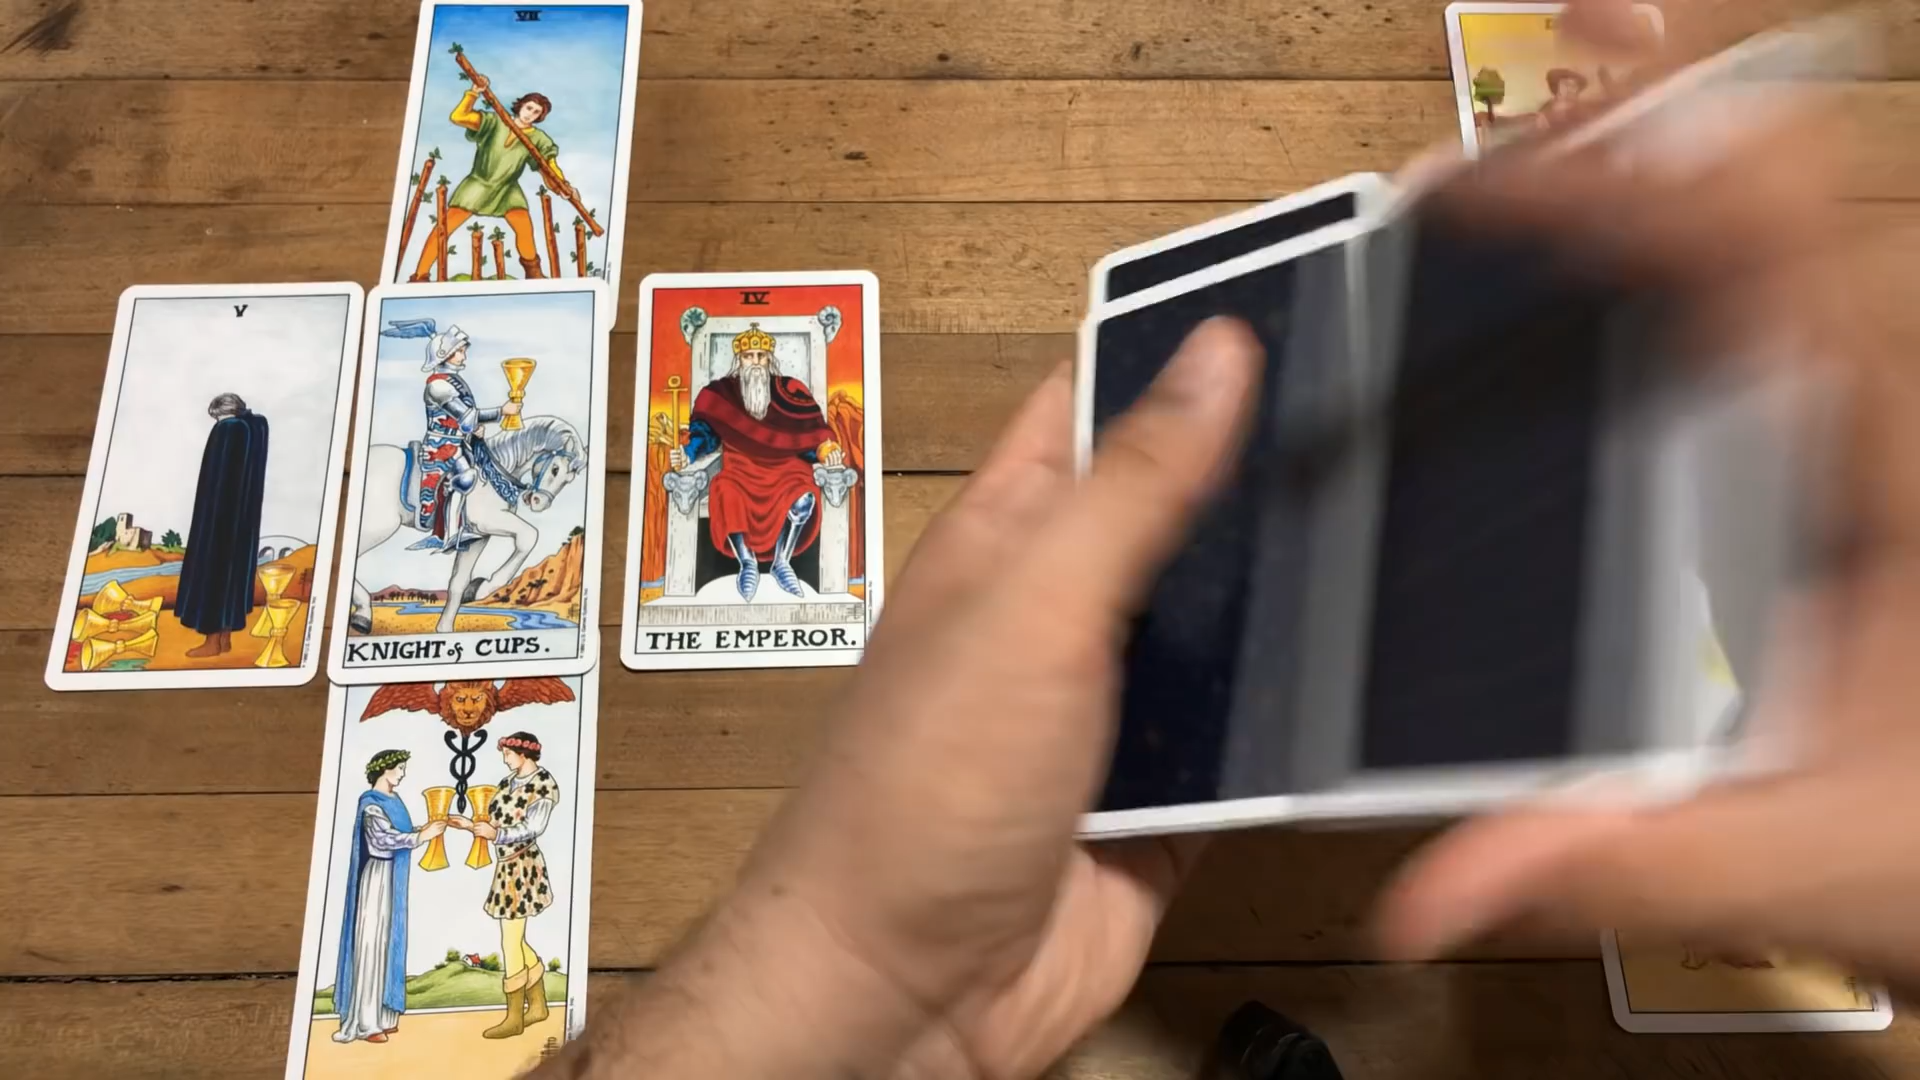 VII
V
KNIGHT of CUPS.
IV
THE EMPEROR.